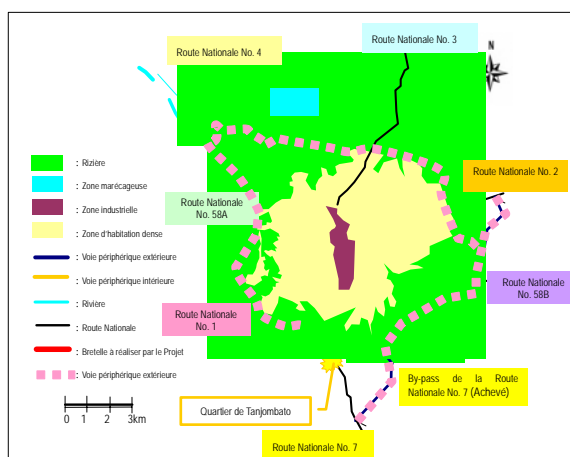 Route Nationale No. 3
Route Nationale No. 4
N
Route Nationale No. 2
: Rizière
: Zone marécageuse
: Zone industrielle
: Zone d'habitation dense
: Voie périphérique extérieure
: Voie périphérique intérieure
: Rivière
: Route Nationale
: Bretelle à réaliser par le Projet
: Voie périphérique extérieure
Route Nationale
No. 58A
Route Nationale
No. 1
Route Nationale
No. 58B
0 1 2 3km
By-pass de la Route
Nationale No. 7 (Achevé)
Quartier de Tanjombato
Route Nationale No. 7